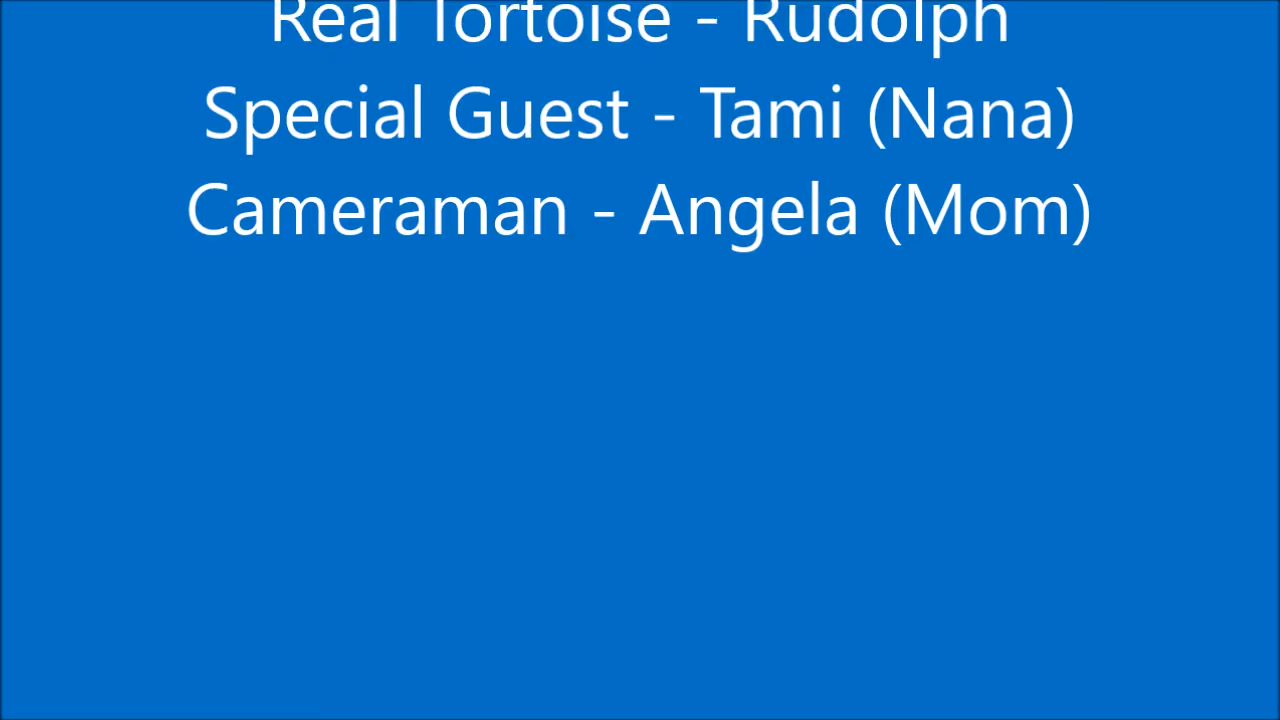 Real Tortoise - Rudolph
Special Guest - Tami (Nana)
Cameraman - Angela (Mom)